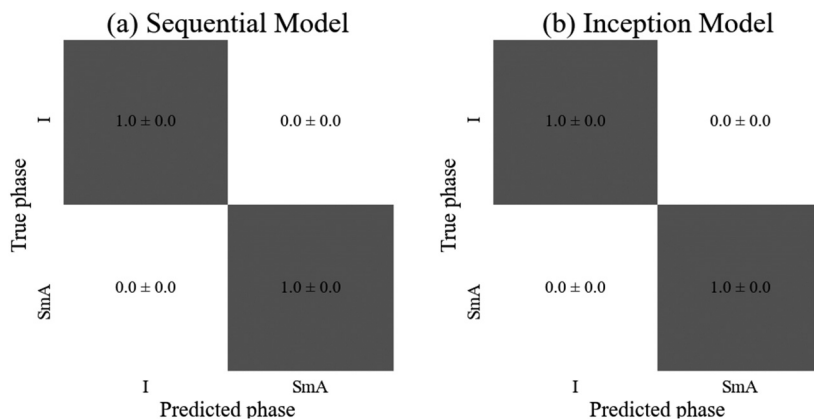 (a) Sequential Model
I
1.0 ± 0.0
0.0 ± 0.0
True phase
SmA
0.0 ± 0.0
1.0 ± 0.0
I
SmA
Predicted phase
(b) Inception Model
I
1.0 ± 0.0
0.0 ± 0.0
True phase
SmA
0.0 ± 0.0
1.0 ± 0.0
I
SmA
Predicted phase